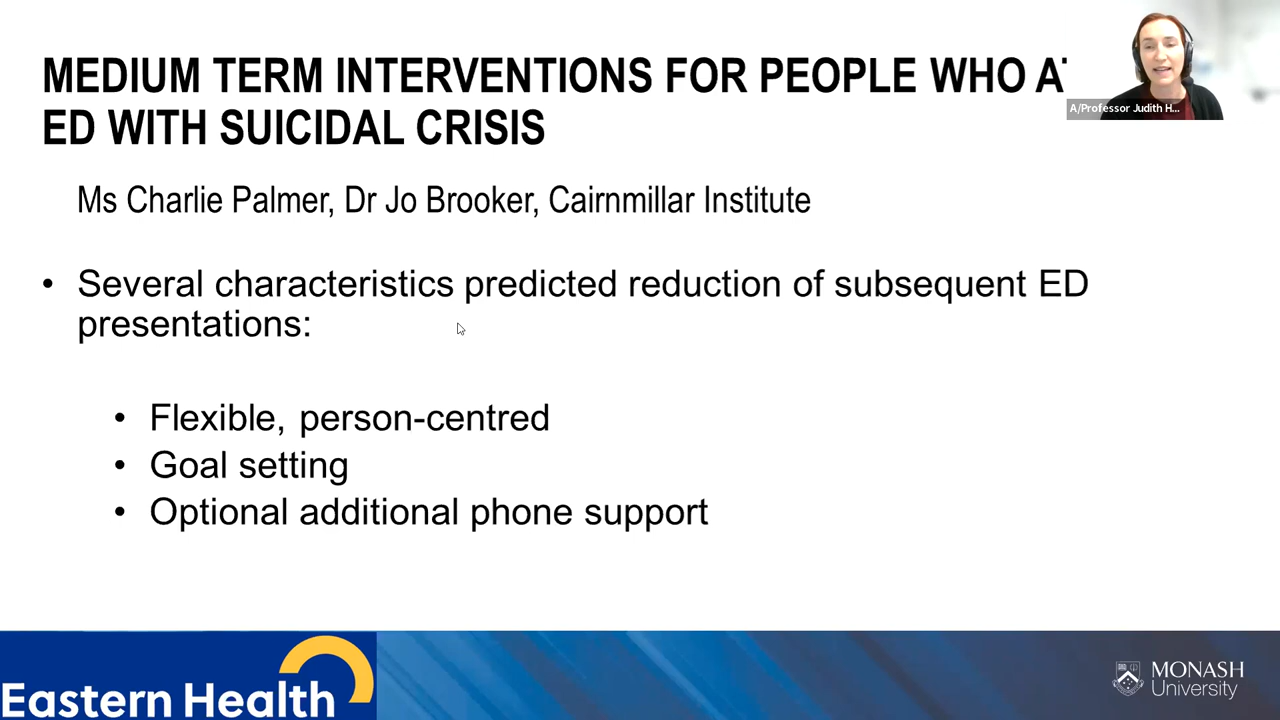 MEDIUM TERM INTERVENTIONS FOR PEOPLE WHO
ED WITH SUICIDAL CRISIS
A/Professor Judith H...
Ms Charlie Palmer, Dr Jo Brooker, Cairnmillar Institute
• Several characteristics predicted reduction of subsequent ED
presentations:
• Flexible, person-centred
• Goal setting
• Optional additional phone support
Eastern Health
MONASH
University